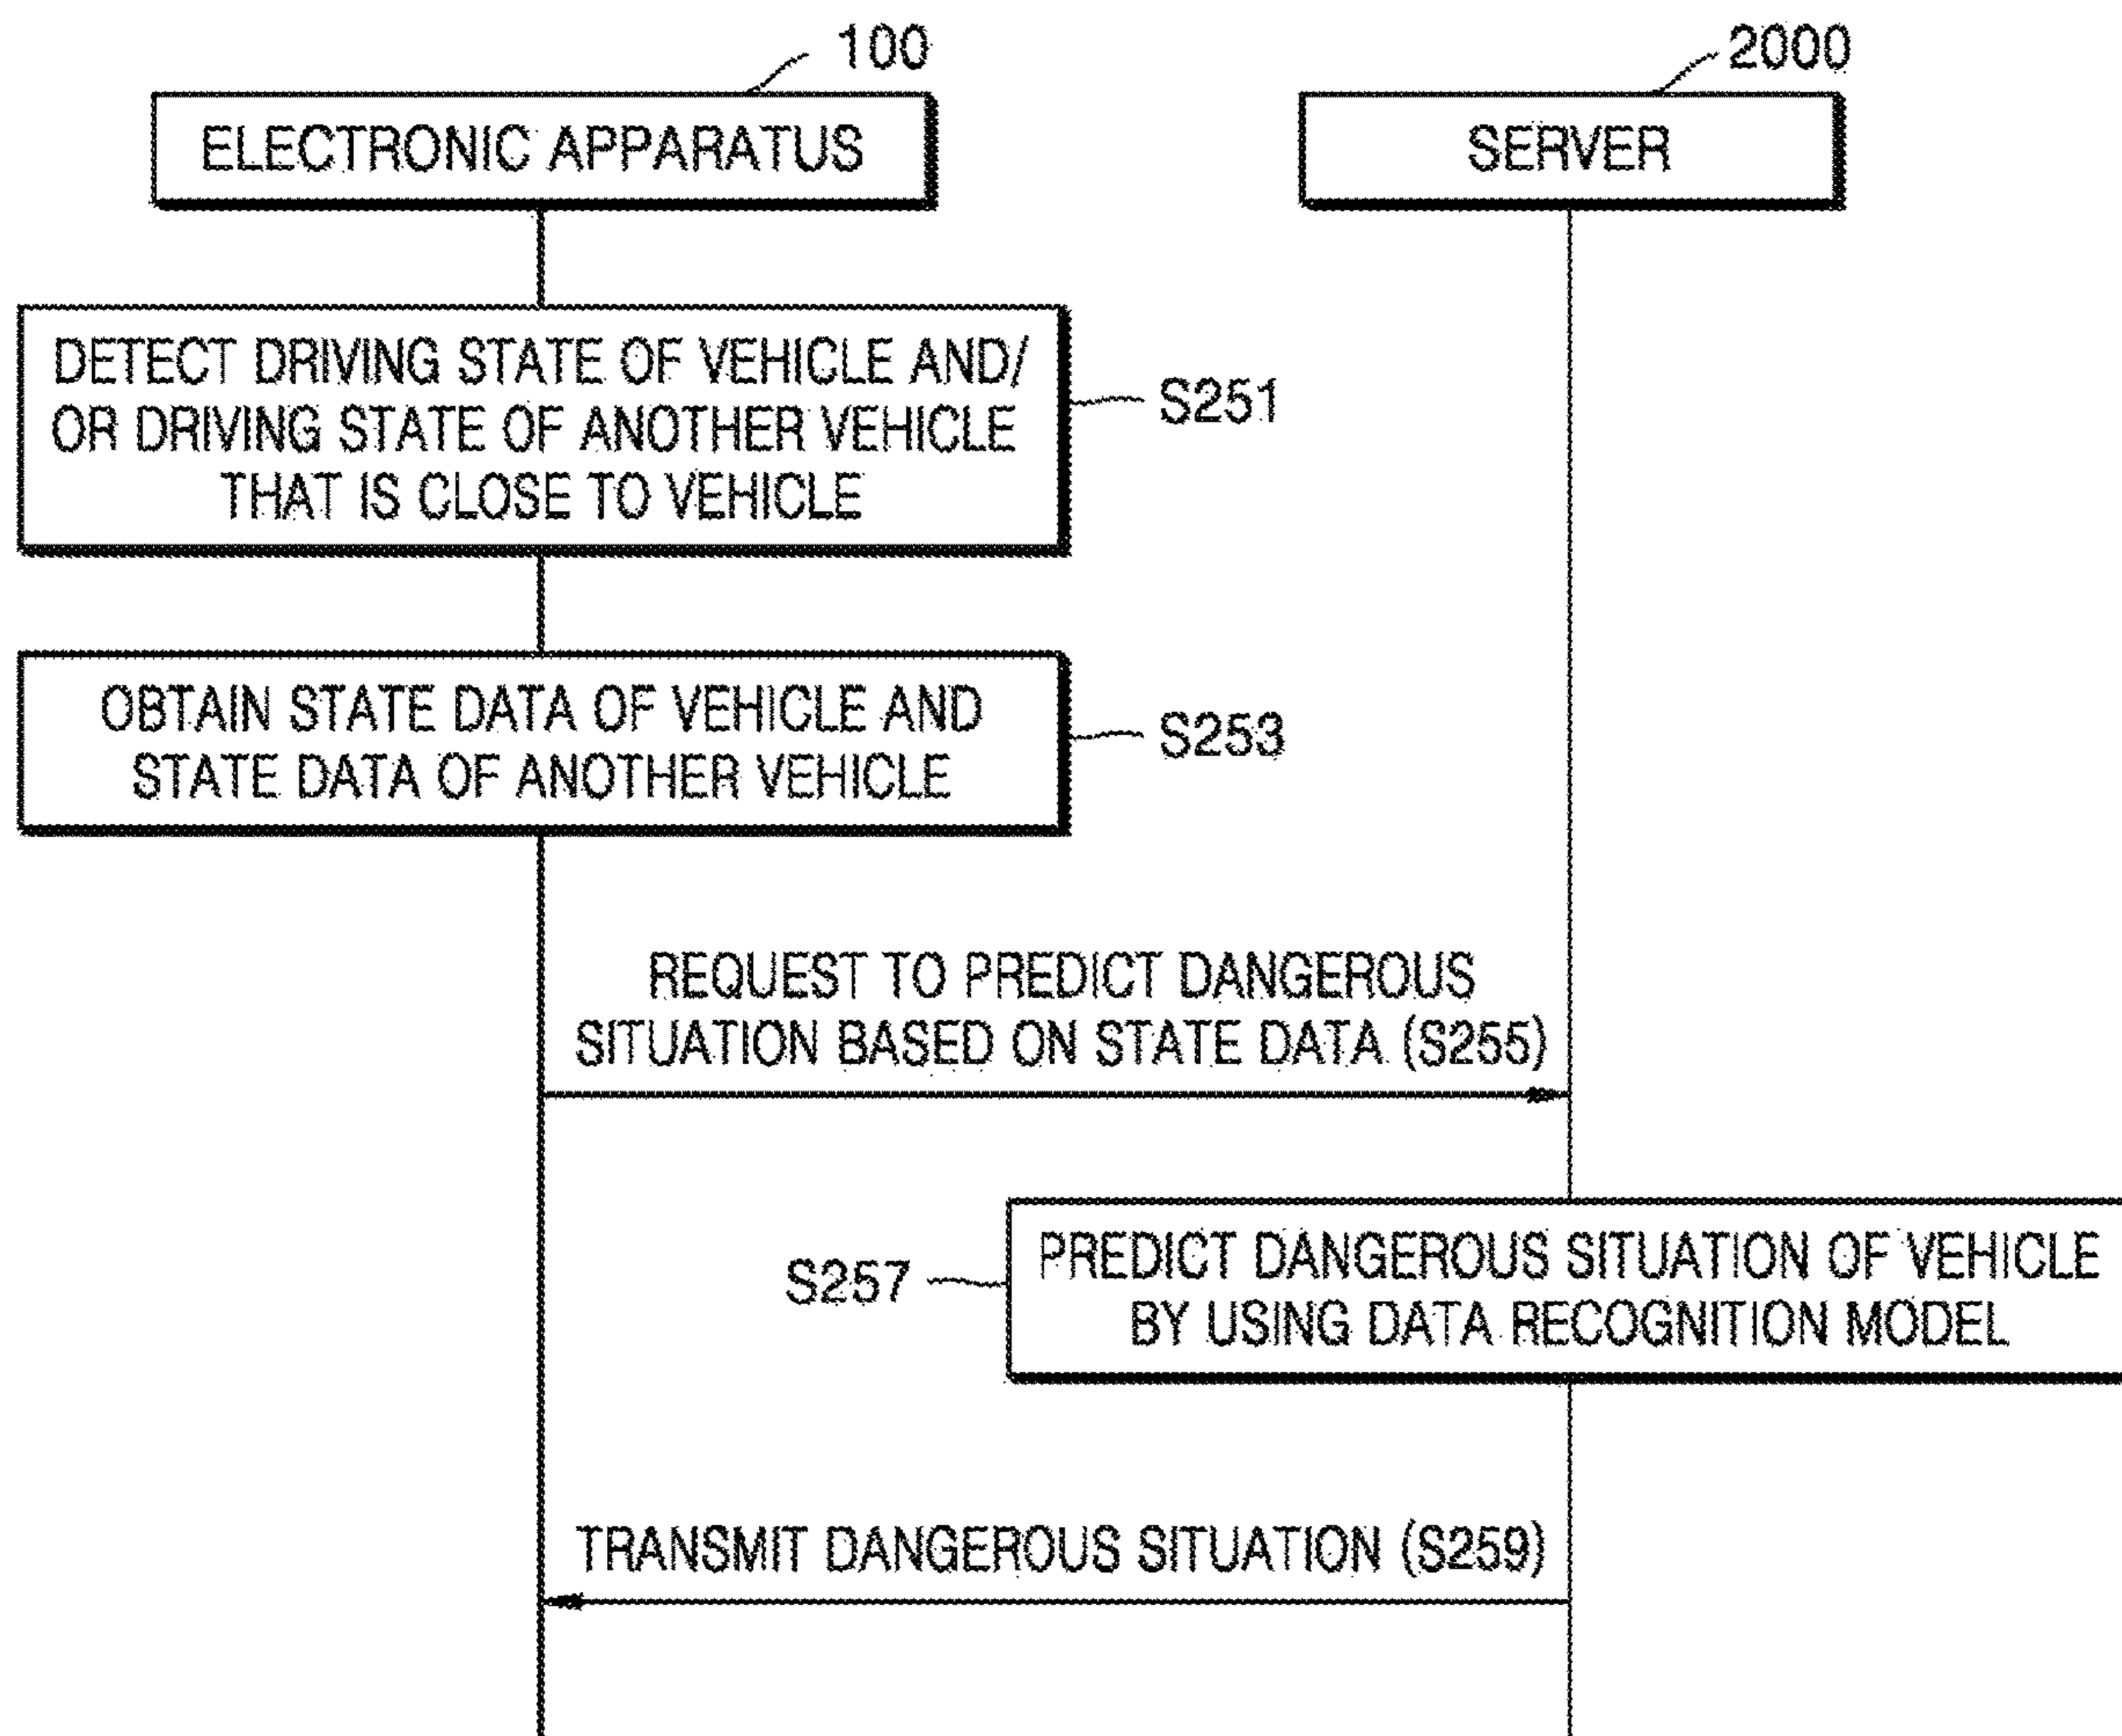 100
2000
ELECTRONIC APPARATUS
SERVER
DETECT DRIVING STATE OF VEHICLE AND/
OR DRIVING STATE OF ANOTHER VEHICLE
THAT IS CLOSE TO VEHICLE
S251
OBTAIN STATE DATA OF VEHICLE AND
STATE DATA OF ANOTHER VEHICLE
S253
REQUEST TO PREDICT DANGEROUS
SITUATION BASED ON STATE DATA (S255)
S257
PREDICT DANGEROUS SITUATION OF VEHICLE
BY USING DATA RECOGNITION MODEL
TRANSMIT DANGEROUS SITUATION (S259)